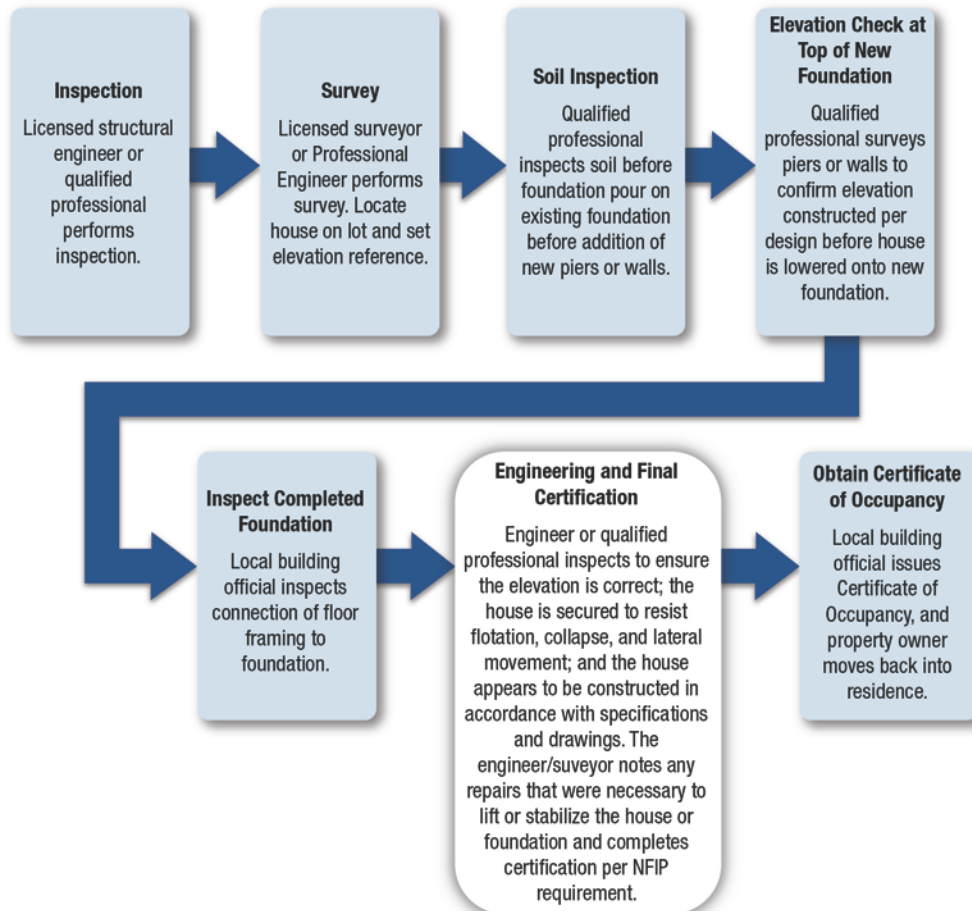 Inspection
Licensed structural
engineer or
qualified
professional
performs
inspection.
Survey
Licensed surveyor
or Professional
Engineer performs
survey. Locate
house on lot and set
elevation reference.
Soil Inspection
Qualified
professional
inspects soil before
foundation pour on
existing foundation
before addition of
new piers or walls.
Elevation Check at
Top of New
Foundation
Qualified
professional surveys
piers or walls to
confirm elevation
constructed per
design before house
is lowered onto new
foundation.
Inspect Completed
Foundation
Local building
official inspects
connection of floor
framing to
foundation.
Engineering and Final
Certification
Engineer or qualified
professional inspects to ensure
the elevation is correct; the
house is secured to resist
flotation, collapse, and lateral
movement; and the house
appears to be constructed in
accordance with specifications
and drawings. The
engineer/suveyor notes any
repairs that were necessary to
lift or stabilize the house or
foundation and completes
certification per NFIP
requirement.
Obtain Certificate
of Occupancy
Local building
official issues
Certificate of
Occupancy, and
property owner
moves back into
residence.